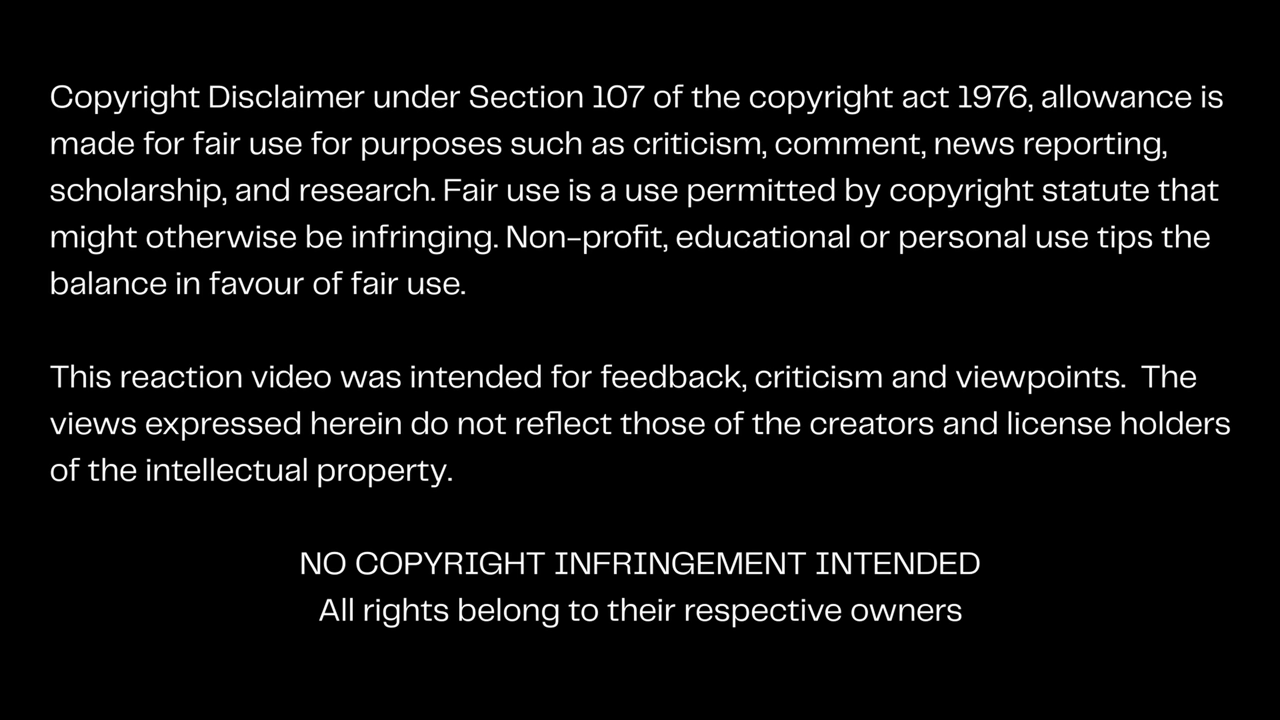 Copyright Disclaimer under Section 107 of the copyright act 1976, allowance is
made for fair use for purposes such as criticism, comment, news reporting,
scholarship, and research. Fair use is a use permitted by copyright statute that
might otherwise be infringing. Non-profit, educational or personal use tips the
balance in favour of fair use.
This reaction video was intended for feedback, criticism and viewpoints.  The
views expressed herein do not reflect those of the creators and license holders
of the intellectual property.
NO COPYRIGHT INFRINGEMENT INTENDED
All rights belong to their respective owners